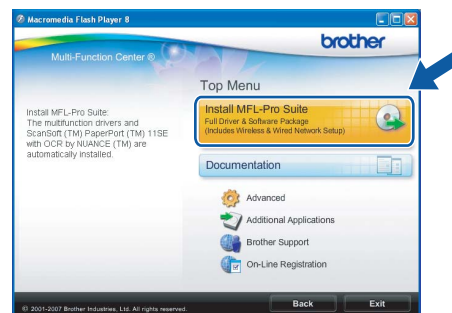 Macromedia Flash Player 8
brother
Multi-Function Center ®
Top Menu
Install MFL-Pro Suite:
The multifunction drivers and
ScanSoft (TM) PaperPort (TM) 11SE
with OCR by NUANCE (TM) are
automatically installed.
Install MFL-Pro Suite
Full Driver & Software Package
(Includes Wireless & Wired Network Setup)
Documentation
Advanced
Additional Applications
Brother Support
On-Line Registration
© 2001-2007 Brother Industries, Ltd. All rights reserved.
Back
Exit